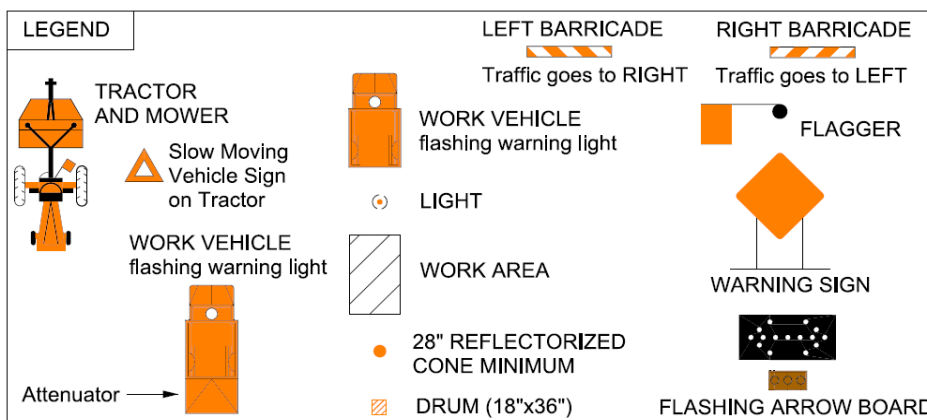 LEGEND
LEFT BARRICADE
Traffic goes to RIGHT
RIGHT BARRICADE
Traffic goes to LEFT
TRACTOR
AND MOWER
Slow Moving
Vehicle Sign
on Tractor
WORK VEHICLE
flashing warning light
FLAGGER
LIGHT
WORK VEHICLE
flashing warning light
WORK AREA
WARNING SIGN
28" REFLECTORIZED
CONE MINIMUM
Attenuator
DRUM (18"x36")
FLASHING ARROW BOARD